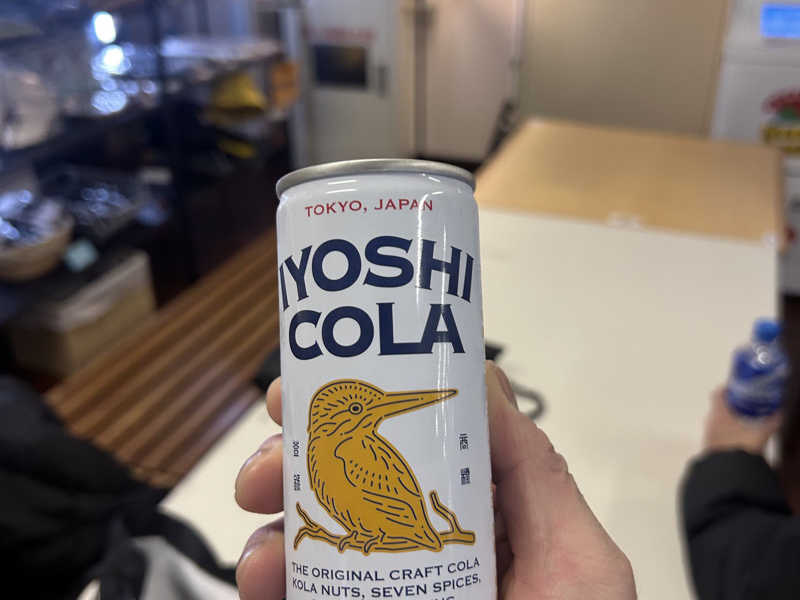 TOKYO, JAPAN
IYOSHI
COLA
THE ORIGINAL CRAFT COLA
KOLA NUTS, SEVEN SPICES,